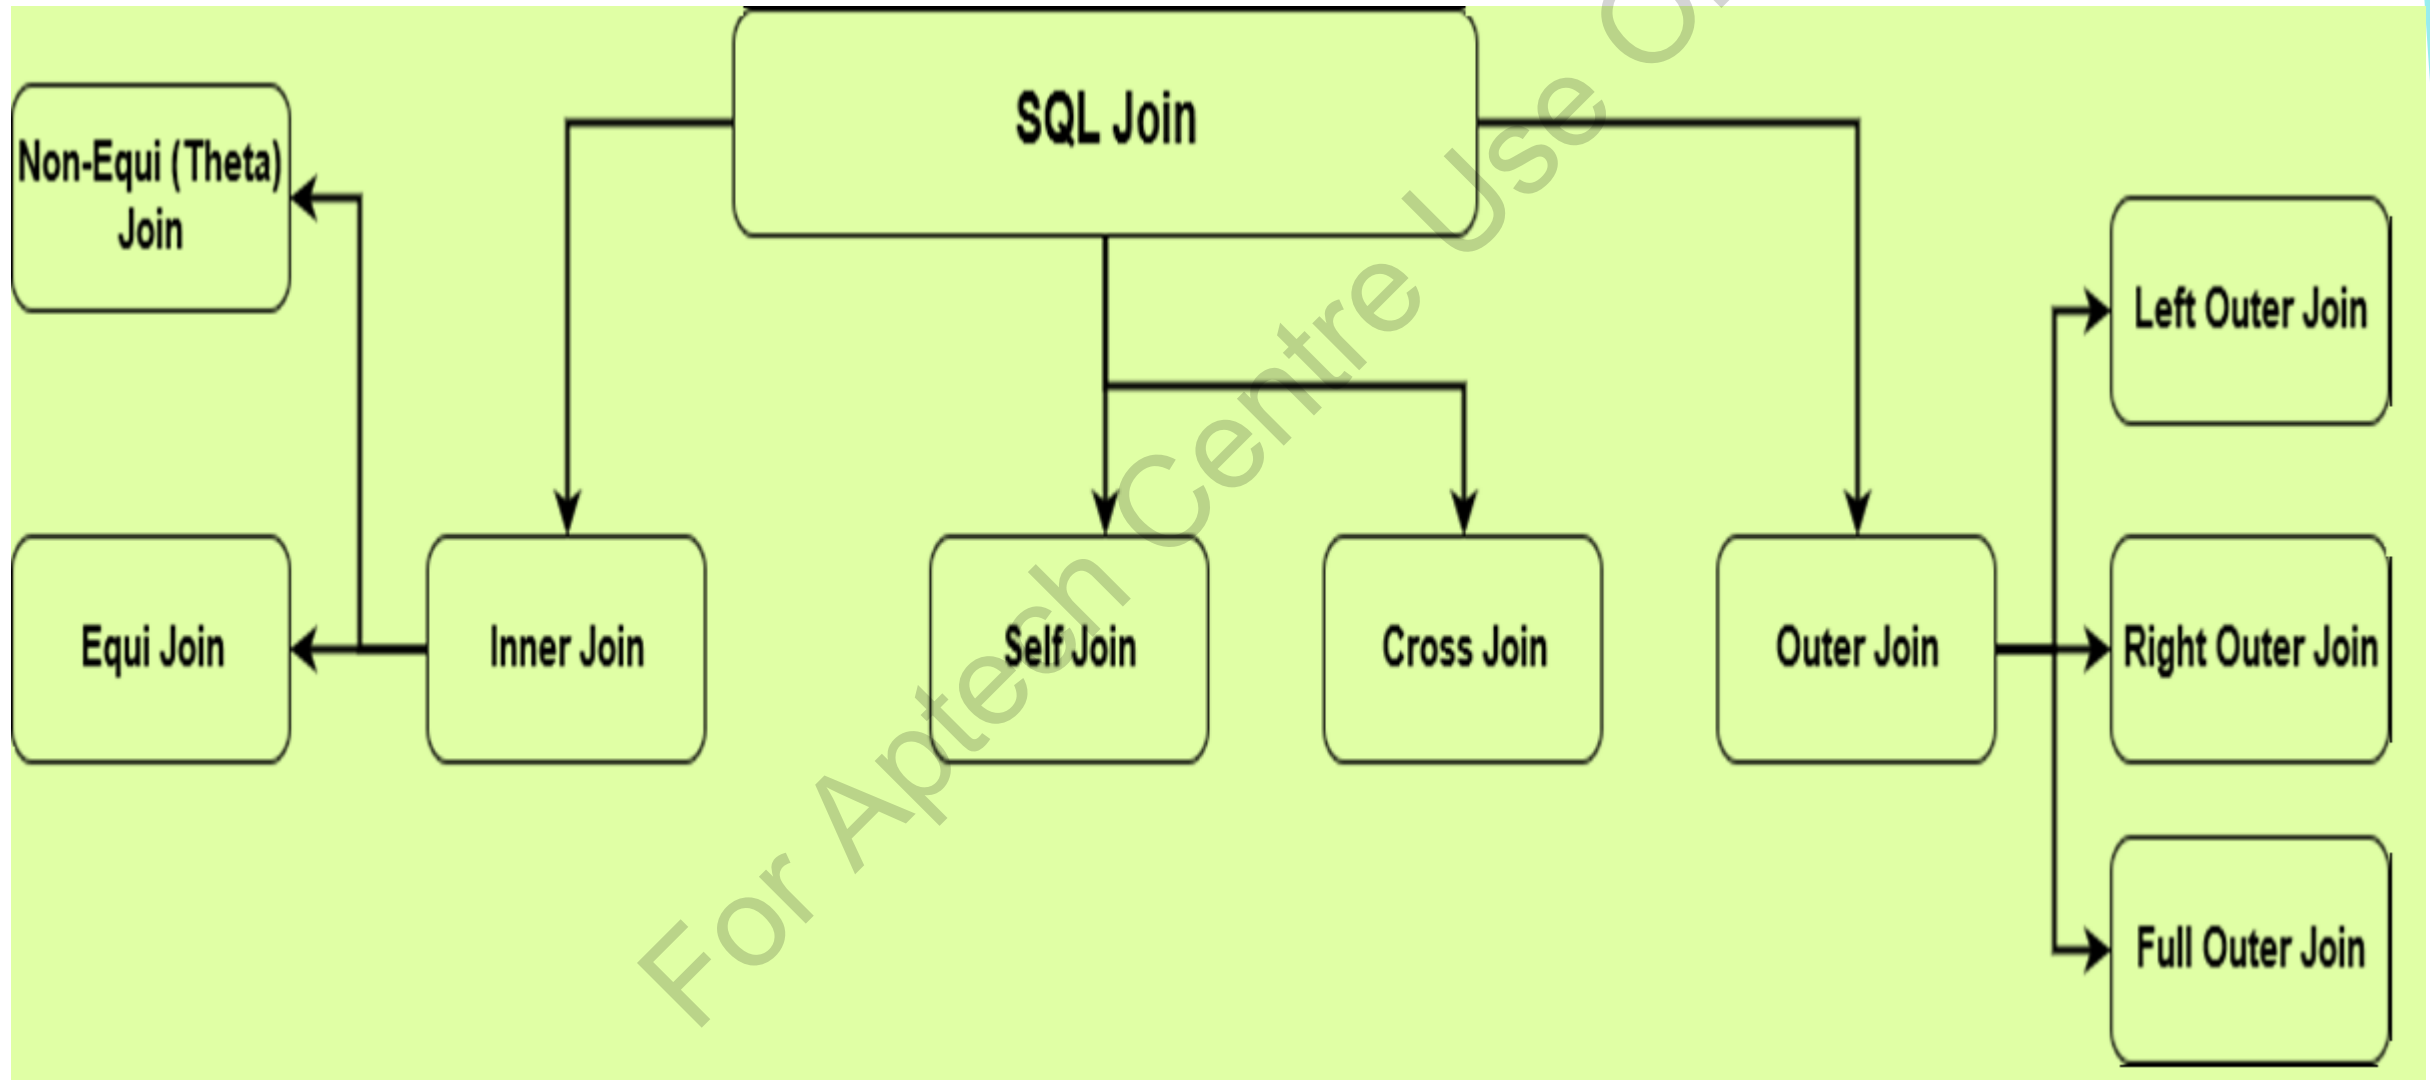 SQL Join
Non-Equi (Theta)
Join
Left Outer Join
Equi Join
Inner Join
Self Join
Cross Join
Outer Join
Right Outer Join
Full Outer Join
For Aptech Centre Use